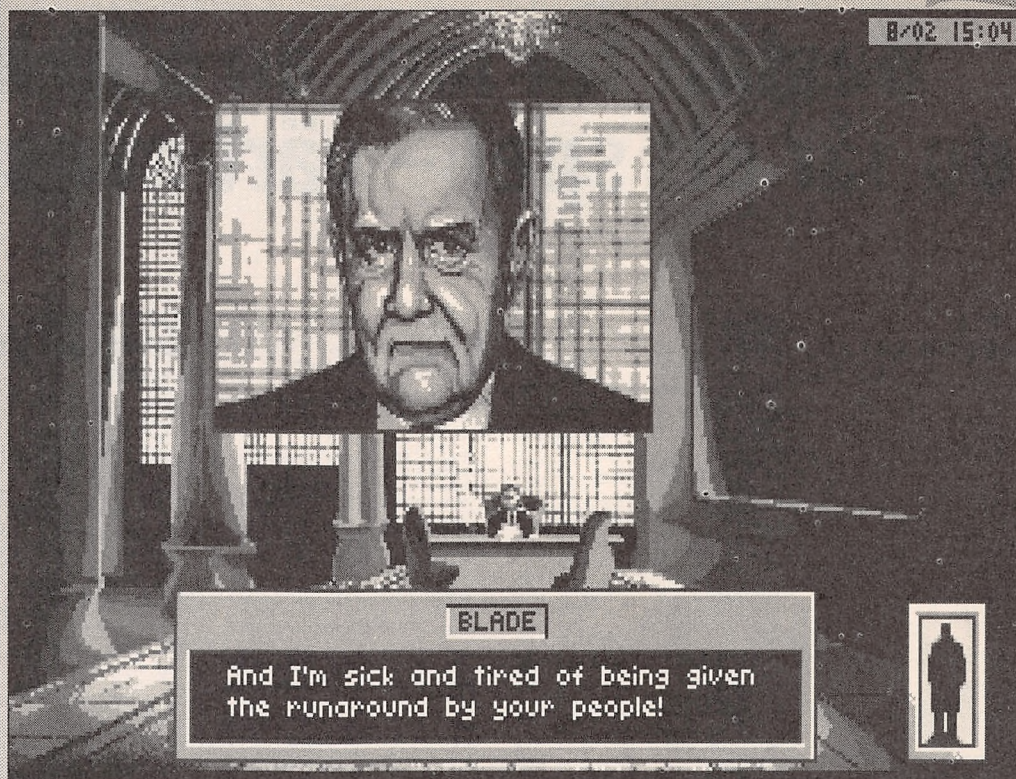 8/02 15:04
BLADE
And I'm sick and tired of being given
the runaround by your people!